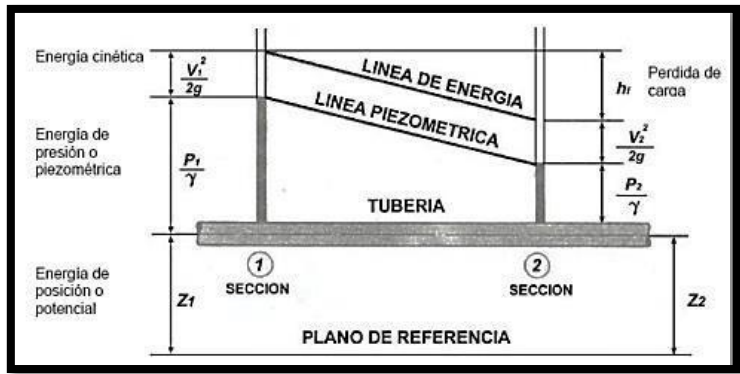 Energía cinética
V₁²
2g
LINEA DE ENERGIA
hf
Perdida de
carga
LINEA PIEZOMETRICA
V₂²
2g
Energía de
presión o
piezométrica
P₁
γ
P₂
γ
TUBERIA
1
SECCION
2
SECCION
Energía de
posición o
potencial
Z1
Z2
PLANO DE REFERENCIA